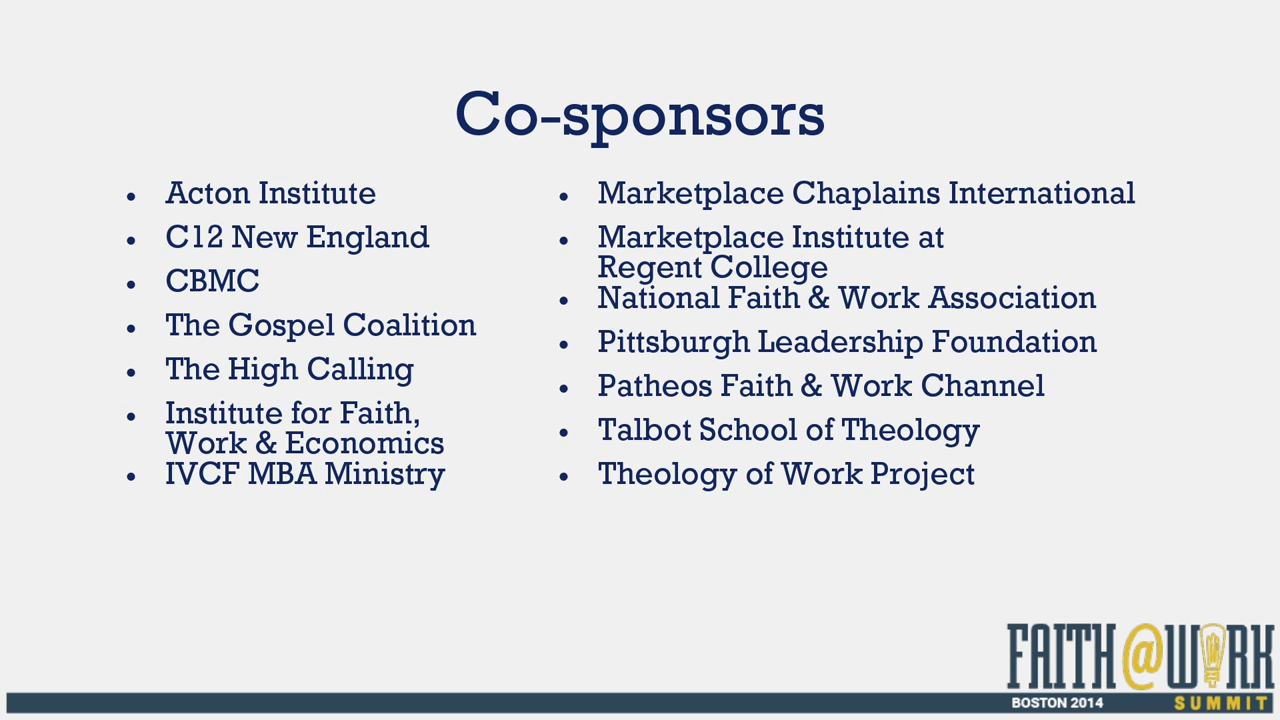 Co-sponsors
• Acton Institute
• C12 New England
• CBMC
• The Gospel Coalition
• The High Calling
• Institute for Faith,
Work & Economics
• IVCF MBA Ministry
• Marketplace Chaplains International
• Marketplace Institute at
Regent College
• National Faith & Work Association
• Pittsburgh Leadership Foundation
• Patheos Faith & Work Channel
• Talbot School of Theology
• Theology of Work Project
FAITH@WORK
BOSTON 2014 SUMMIT